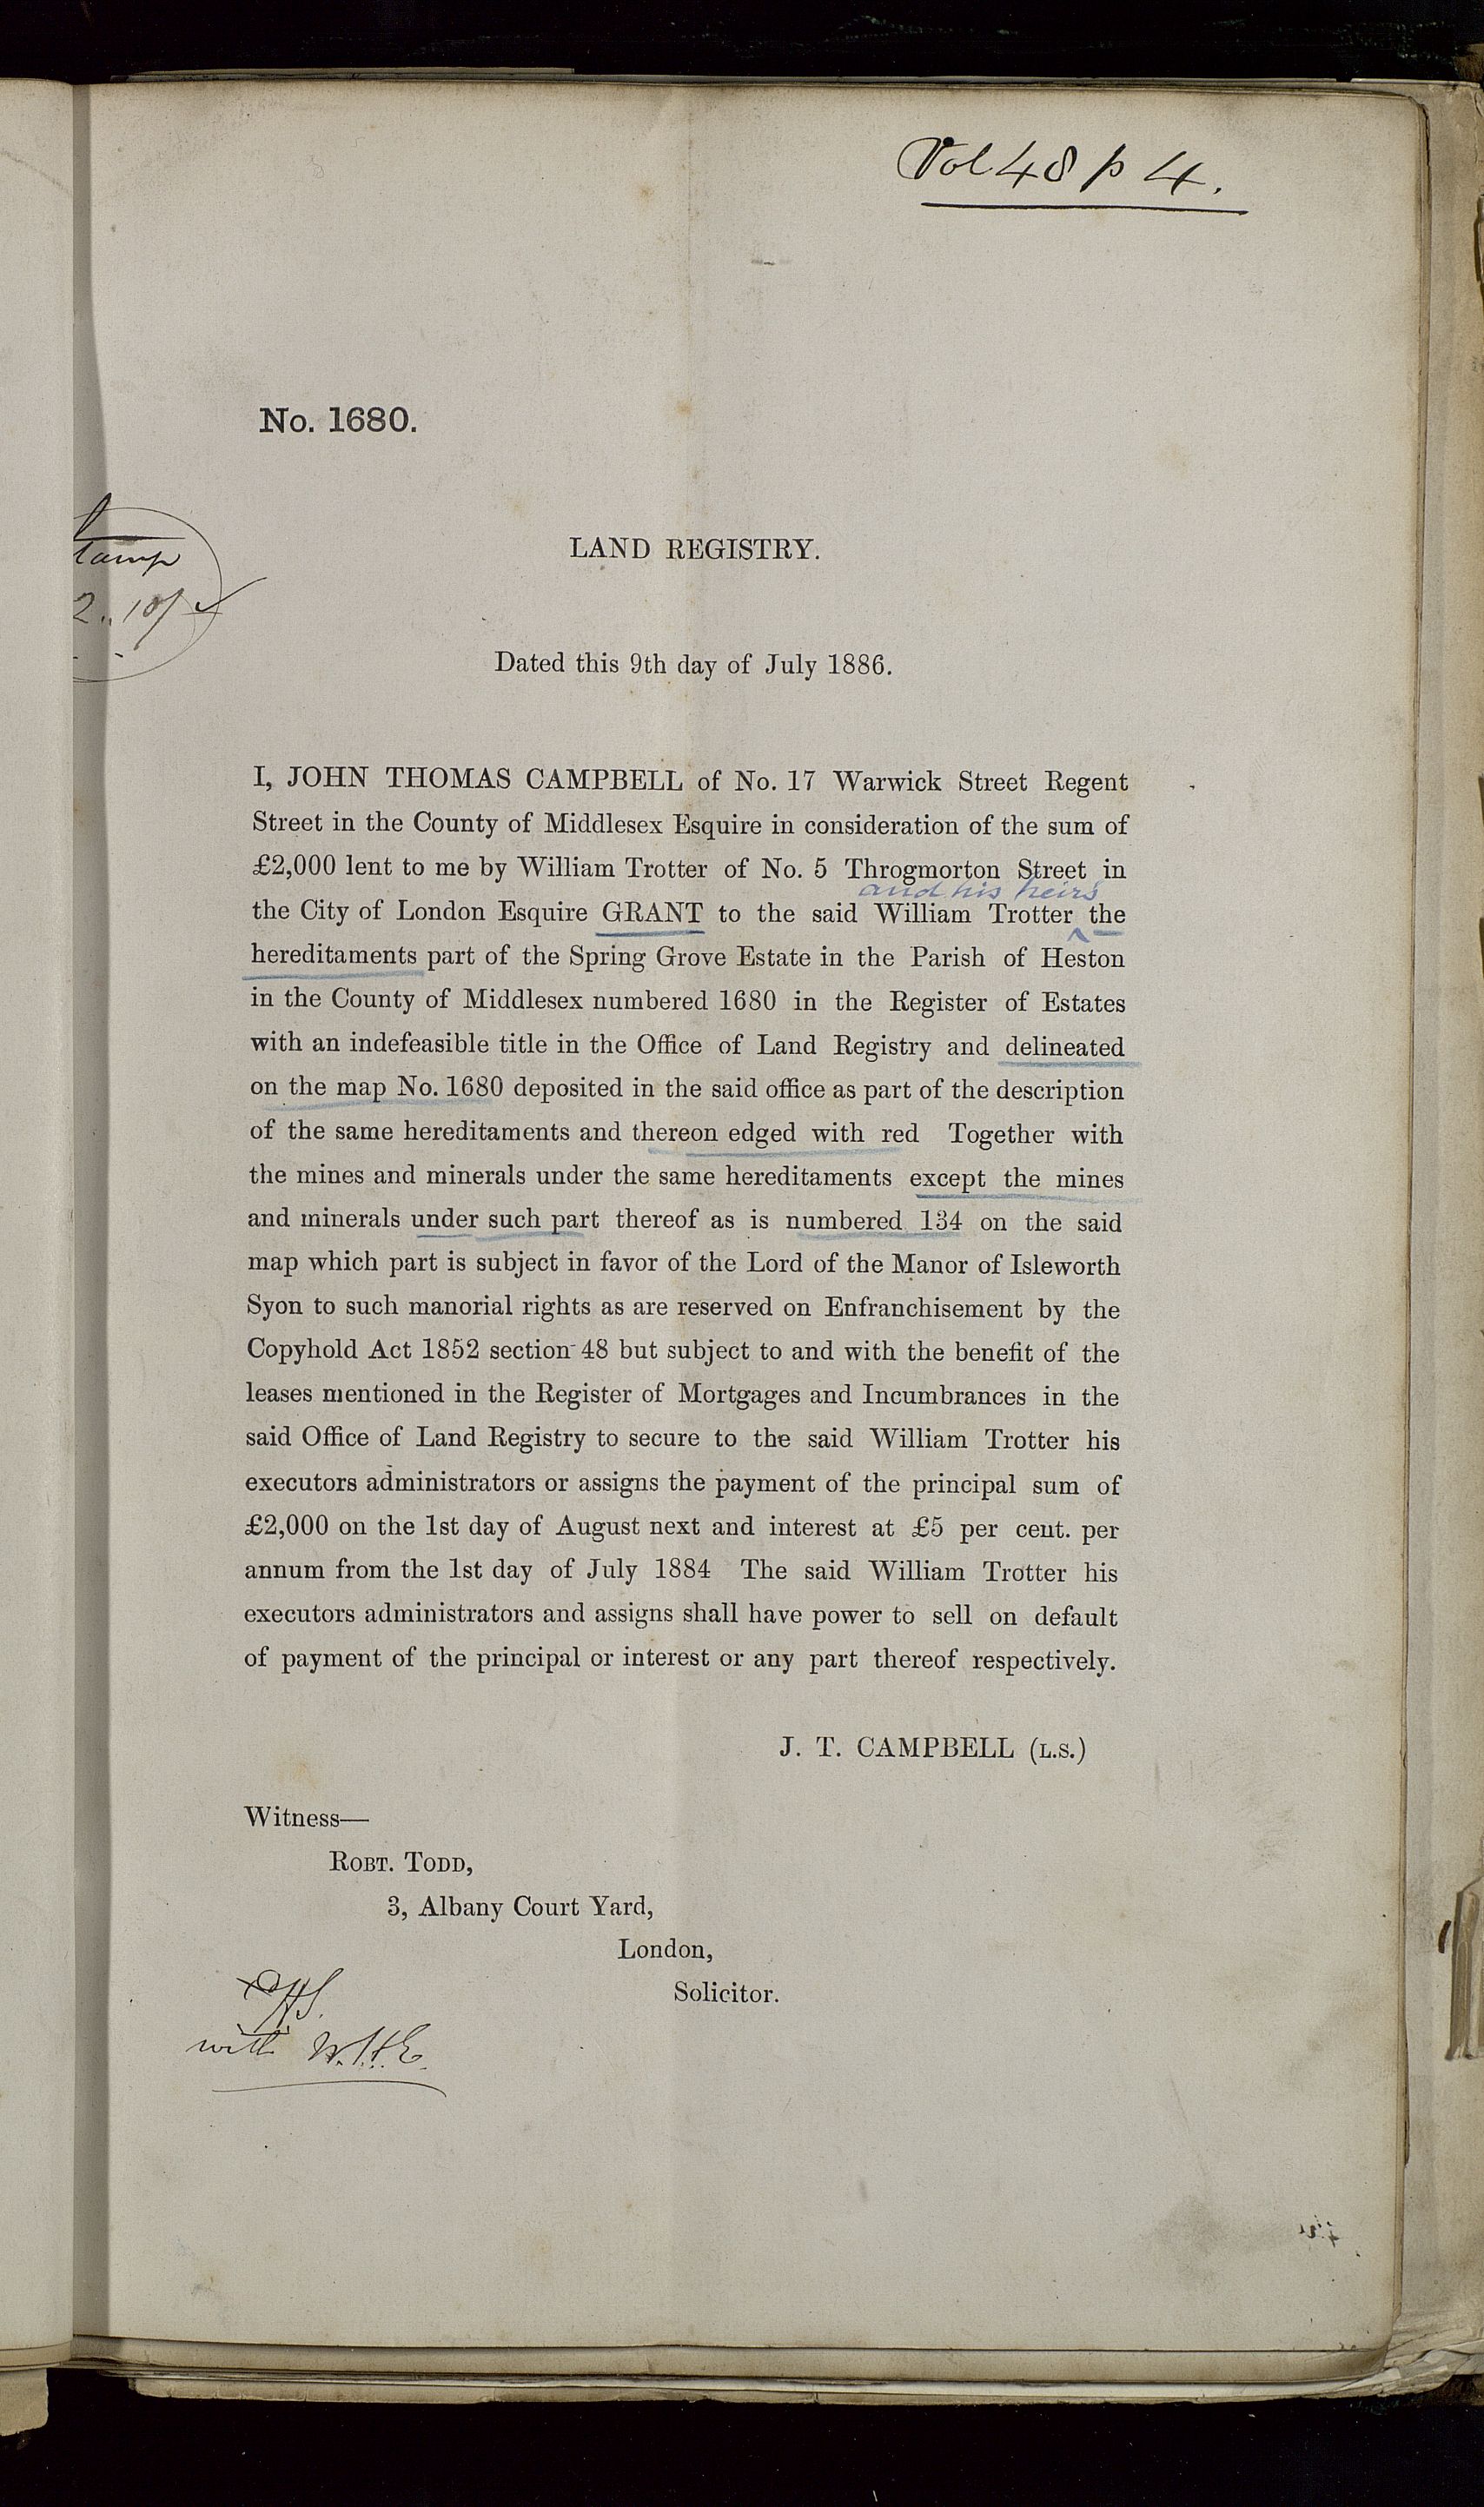 Vol 48 p 4.
No. 1680.
tamp
2.. 10/
LAND REGISTRY.
Dated this 9th day of July 1886.
I, JOHN THOMAS CAMPBELL of No. 17 Warwick Street Regent
Street in the County of Middlesex Esquire in consideration of the sum of
£2,000 lent to me by William Trotter of No. 5 Throgmorton Street in
and his heirs
the City of London Esquire GRANT to the said William Trotter ^ the
hereditaments part of the Spring Grove Estate in the Parish of Heston
in the County of Middlesex numbered 1680 in the Register of Estates
with an indefeasible title in the Office of Land Registry and delineated
on the map No. 1680 deposited in the said office as part of the description
of the same hereditaments and thereon edged with red Together with
the mines and minerals under the same hereditaments except the mines
and minerals under such part thereof as is numbered 134 on the said
map which part is subject in favor of the Lord of the Manor of Isleworth
Syon to such manorial rights as are reserved on Enfranchisement by the
Copyhold Act 1852 section 48 but subject to and with the benefit of the
leases mentioned in the Register of Mortgages and Incumbrances in the
said Office of Land Registry to secure to the said William Trotter his
executors administrators or assigns the payment of the principal sum of
£2,000 on the 1st day of August next and interest at £5 per cent. per
annum from the 1st day of July 1884 The said William Trotter his
executors administrators and assigns shall have power to sell on default
of payment of the principal or interest or any part thereof respectively.
J. T. CAMPBELL (L.S.)
Witness—
ROBT. TODD,
3, Albany Court Yard,
London,
Solicitor.
with W.H.E.